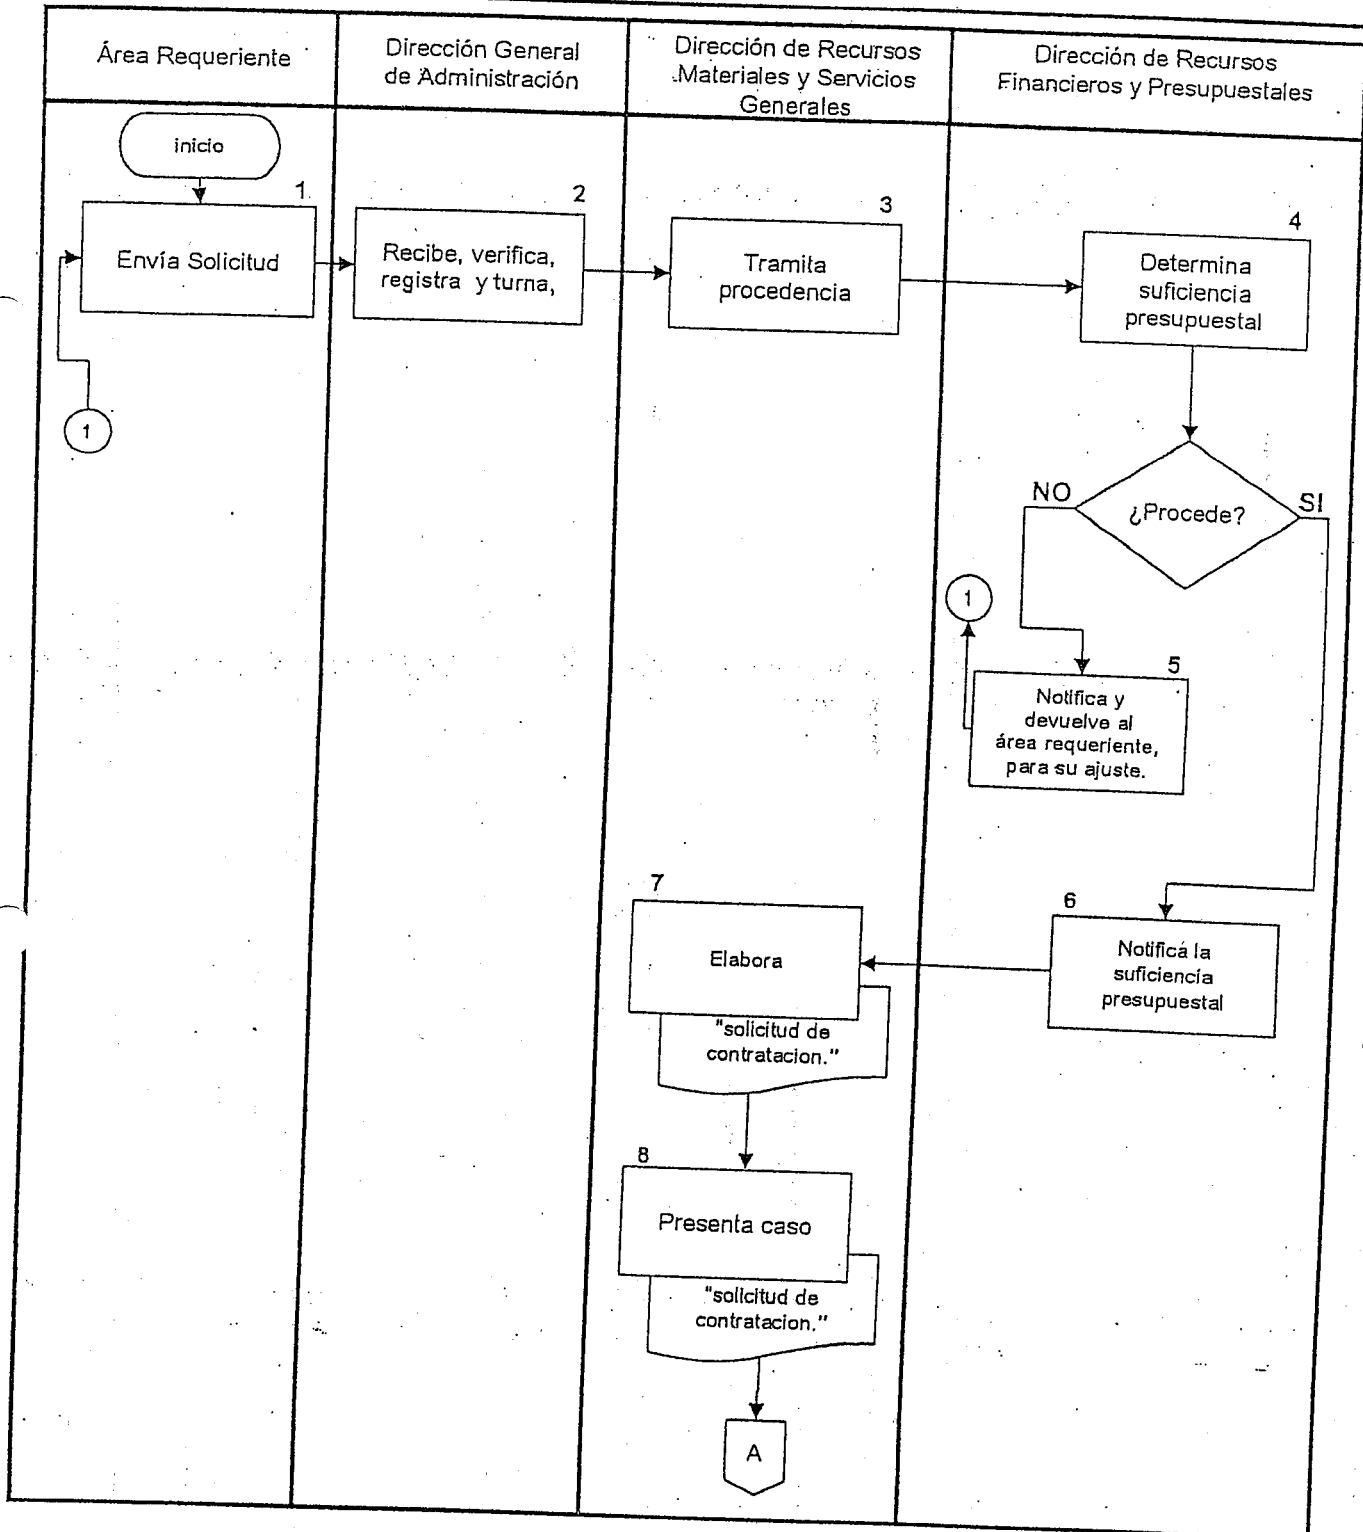 Área Requeriente
Dirección General
de Administración
Dirección de Recursos
Materiales y Servicios
Generales
Dirección de Recursos
Financieros y Presupuestales
inicio
1
Envía Solicitud
2
Recibe, verifica,
registra y turna,
3
Tramita
procedencia
4
Determina
suficiencia
presupuestal
1
NO
¿Procede?
SI
1
5
Notifica y
devuelve al
área requeriente,
para su ajuste.
6
Notifica la
suficiencia
presupuestal
7
Elabora
"solicitud de
contratacion."
8
Presenta caso
"solicitud de
contratacion."
A